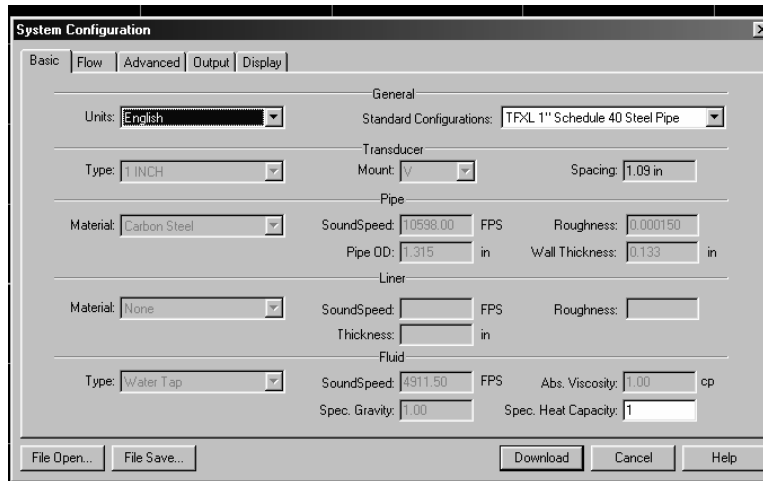 System Configuration
Basic Flow Advanced Output Display
General
Units: English Standard Configurations: TFXL 1" Schedule 40 Steel Pipe
Transducer
Type: 1 INCH Mount: V Spacing: 1.09 in
Pipe
Material: Carbon Steel SoundSpeed: 10598.00 FPS Roughness: 0.000150
Pipe OD: 1.315 in Wall Thickness: 0.133 in
Liner
Material: None SoundSpeed: FPS Roughness:
Thickness: in
Fluid
Type: Water Tap SoundSpeed: 4911.50 FPS Abs. Viscosity: 1.00 cp
Spec. Gravity: 1.00 Spec. Heat Capacity: 1
File Open... File Save... Download Cancel Help